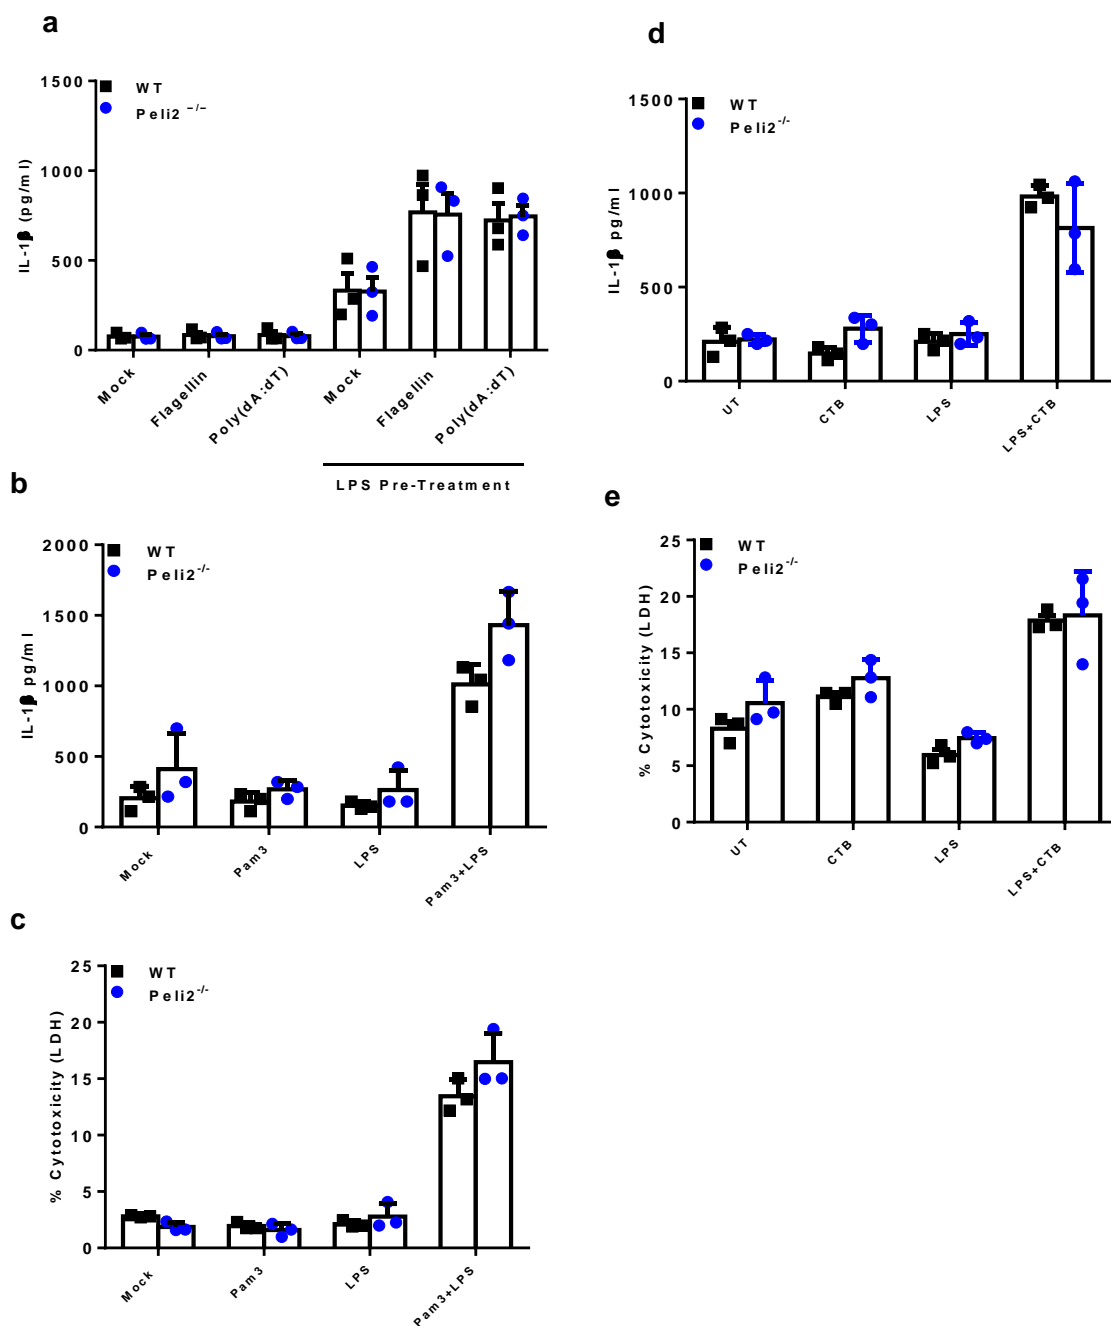 a
1500
1000
500
0
IL-1β (pg/ml)
WT
Peli2 −/−
Mock
Flagellin
Poly(dA:dT)
Mock
Flagellin
Poly(dA:dT)
LPS Pre-Treatment
b
2000
1500
1000
500
0
IL-1β pg/ml
WT
Peli2-/-
Mock
Pam3
LPS
Pam3+LPS
c
25
20
15
10
5
0
% Cytotoxicity (LDH)
WT
Peli2-/-
Mock
Pam3
LPS
Pam3+LPS
d
1500
1000
500
0
IL-1β pg/ml
WT
Peli2-/-
UT
CTB
LPS
LPS+CTB
e
25
20
15
10
5
0
% Cytotoxicity (LDH)
WT
Peli2-/-
UT
CTB
LPS
LPS+CTB